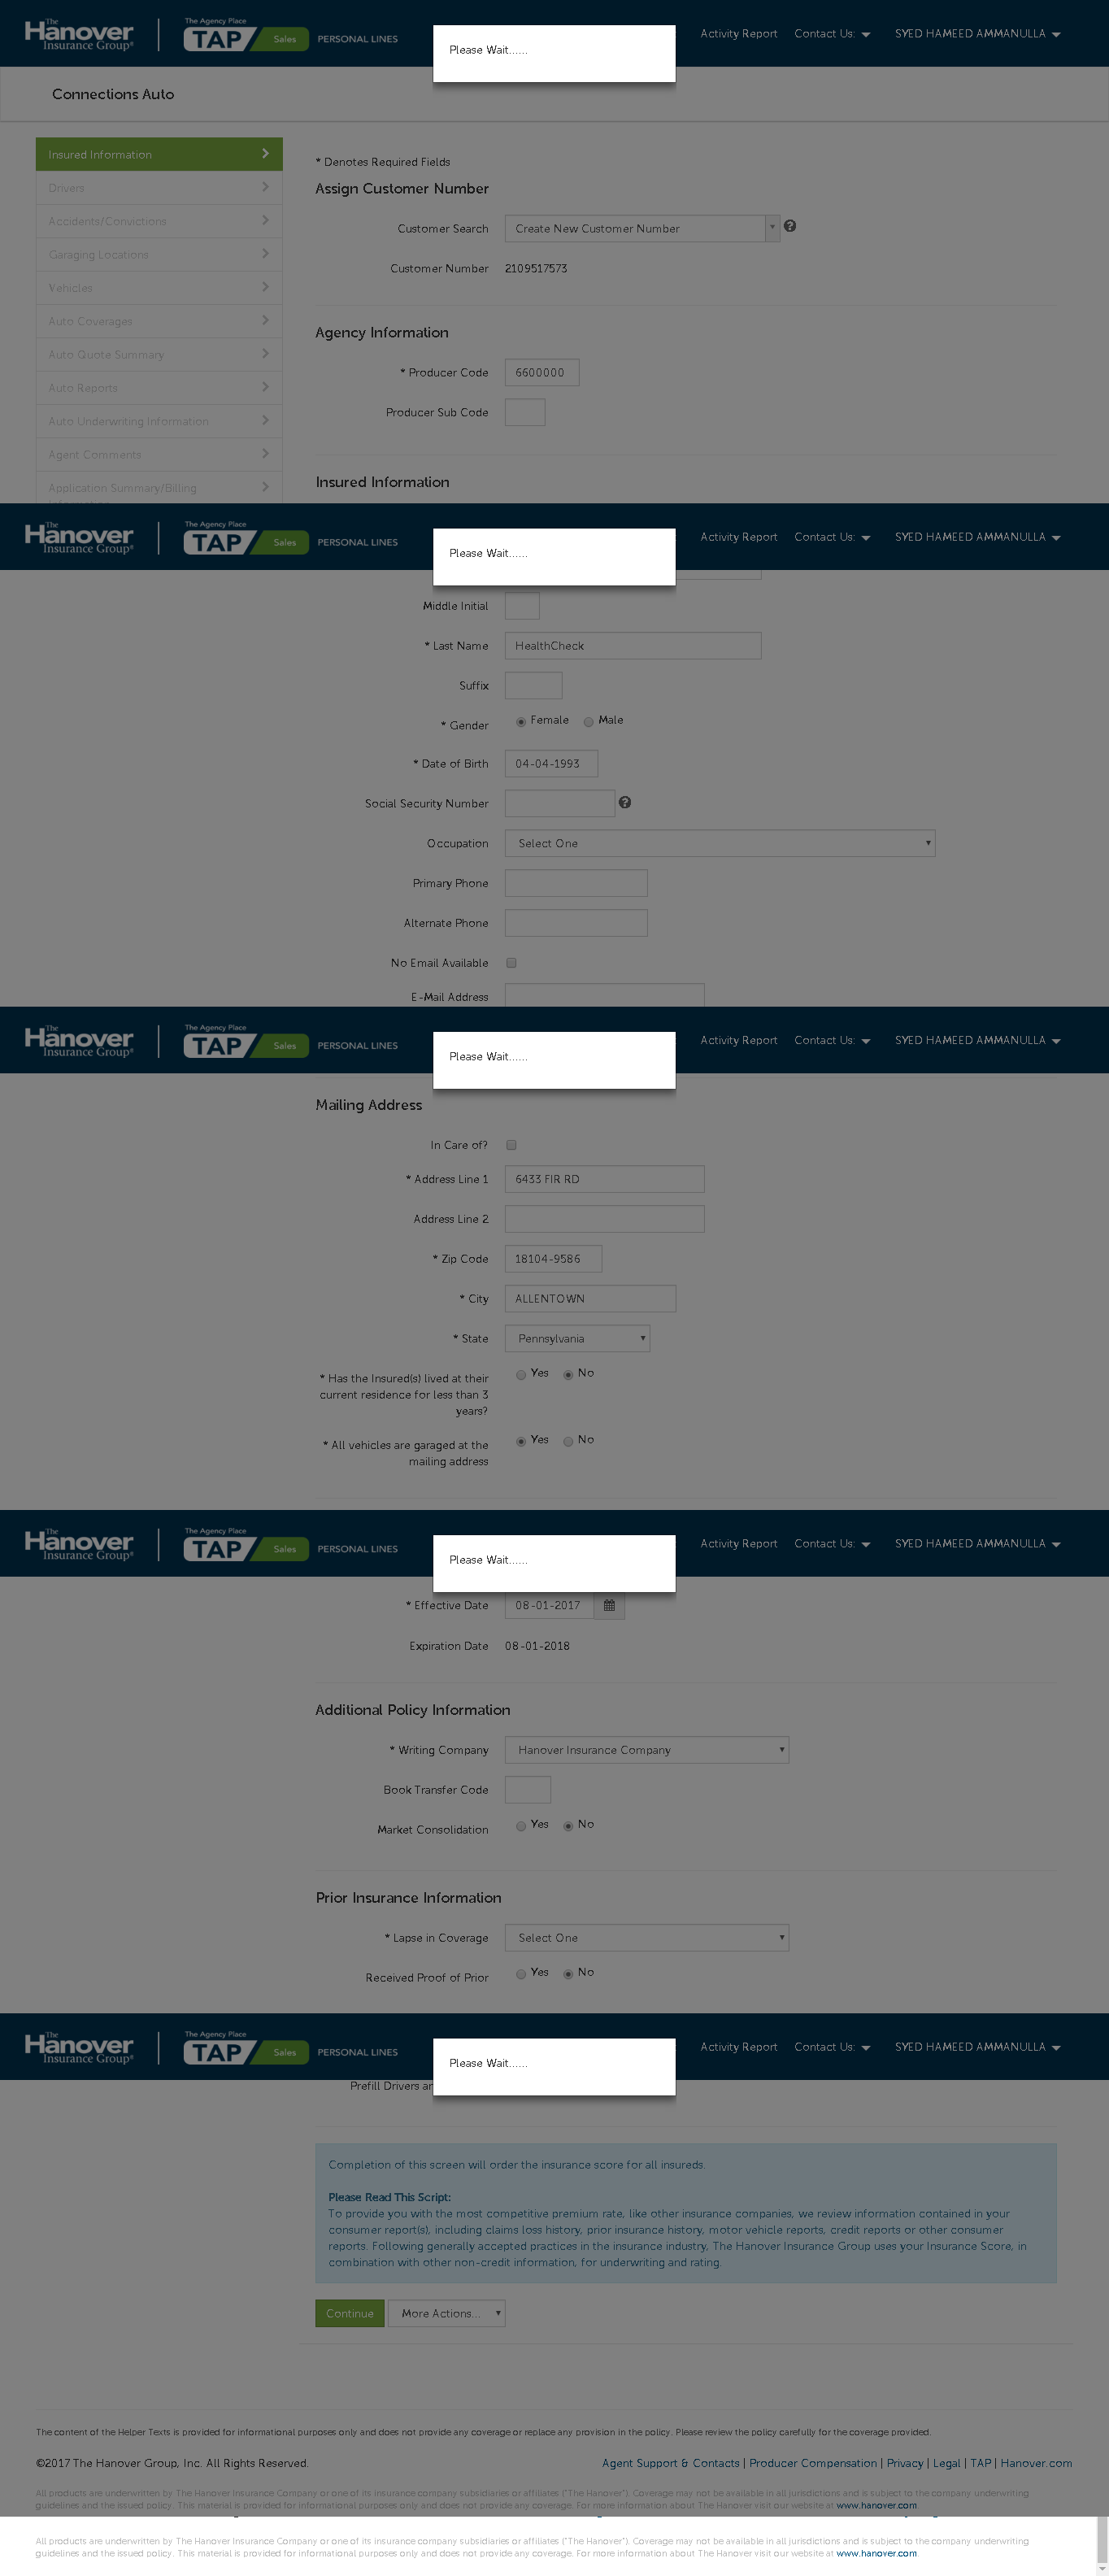 The
Hanover
Insurance Group®
The Agency Place
TAP Sales PERSONAL LINES
Please Wait......
Activity Report Contact Us: SYED HAMEED AMMANULLA
Connections Auto
Insured Information
Drivers
Accidents/Convictions
Garaging Locations
Vehicles
Auto Coverages
Auto Quote Summary
Auto Reports
Auto Underwriting Information
Agent Comments
Application Summary/Billing
* Denotes Required Fields
Assign Customer Number
Customer Search Create New Customer Number
Customer Number 2109517573
Agency Information
* Producer Code 6600000
Producer Sub Code
Insured Information
The
Hanover
Insurance Group®
The Agency Place
TAP Sales PERSONAL LINES
Please Wait......
Activity Report Contact Us: SYED HAMEED AMMANULLA
Middle Initial
* Last Name HealthCheck
Suffix
* Gender Female Male
* Date of Birth 04-04-1993
Social Security Number
Occupation Select One
Primary Phone
Alternate Phone
No Email Available
E-Mail Address
The
Hanover
Insurance Group®
The Agency Place
TAP Sales PERSONAL LINES
Please Wait......
Activity Report Contact Us: SYED HAMEED AMMANULLA
Mailing Address
In Care of?
* Address Line 1 6433 FIR RD
Address Line 2
* Zip Code 18104-9586
* City ALLENTOWN
* State Pennsylvania
* Has the Insured(s) lived at their Yes No
current residence for less than 3
years?
* All vehicles are garaged at the Yes No
mailing address
The
Hanover
Insurance Group®
The Agency Place
TAP Sales PERSONAL LINES
Please Wait......
Activity Report Contact Us: SYED HAMEED AMMANULLA
* Effective Date 08-01-2017
Expiration Date 08-01-2018
Additional Policy Information
* Writing Company Hanover Insurance Company
Book Transfer Code
Market Consolidation Yes No
Prior Insurance Information
* Lapse in Coverage Select One
Received Proof of Prior Yes No
The
Hanover
Insurance Group®
The Agency Place
TAP Sales PERSONAL LINES
Please Wait......
Activity Report Contact Us: SYED HAMEED AMMANULLA
Prefill Drivers
Completion of this screen will order the insurance score for all insureds.
Please Read This Script:
To provide you with the most competitive premium rate, like other insurance companies, we review information contained in your
consumer report(s), including claims loss history, prior insurance history, motor vehicle reports, credit reports or other consumer
reports. Following generally accepted practices in the insurance industry, The Hanover Insurance Group uses your Insurance Score, in
combination with other non-credit information, for underwriting and rating.
Continue More Actions...
The content of the Helper Texts is provided for informational purposes only and does not provide any coverage or replace any provision in the policy. Please review the policy carefully for the coverage provided.
©2017 The Hanover Group, Inc. All Rights Reserved. Agent Support & Contacts | Producer Compensation | Privacy | Legal | TAP | Hanover.com
All products are underwritten by The Hanover Insurance Company or one of its insurance company subsidiaries or affiliates ("The Hanover"). Coverage may not be available in all jurisdictions and is subject to the company underwriting
guidelines and the issued policy. This material is provided for informational purposes only and does not provide any coverage. For more information about The Hanover visit our website at www.hanover.com
All products are underwritten by The Hanover Insurance Company or one of its insurance company subsidiaries or affiliates ("The Hanover"). Coverage may not be available in all jurisdictions and is subject to the company underwriting
guidelines and the issued policy. This material is provided for informational purposes only and does not provide any coverage. For more information about The Hanover visit our website at www.hanover.com